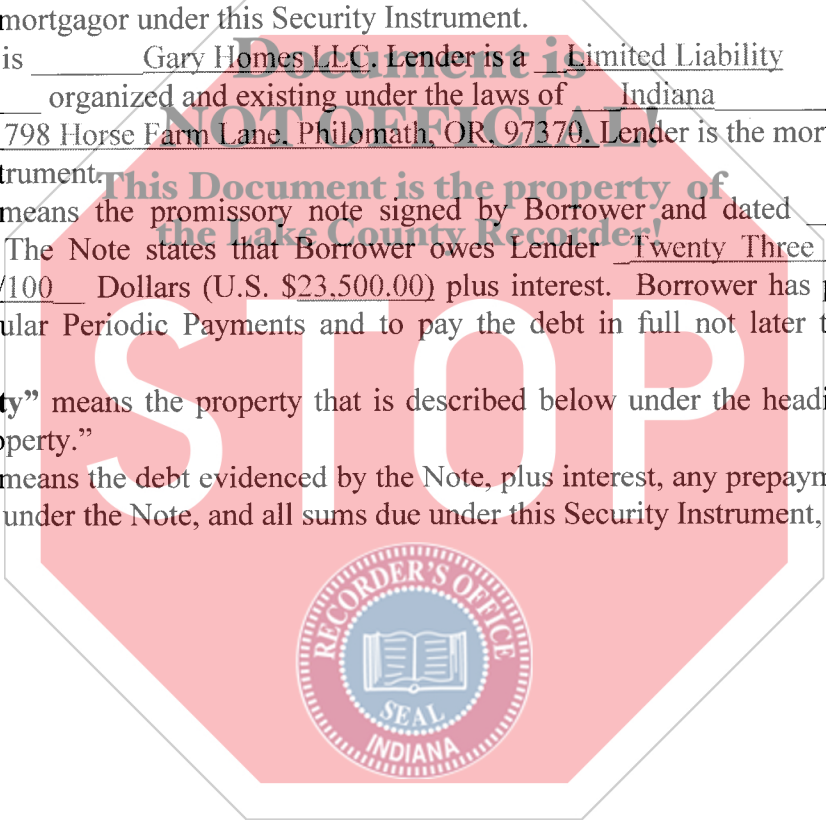 mortgagor under this Security Instrument.
is Gary Homes LLC. Lender is a Limited Liability
organized and existing under the laws of Indiana
798 Horse Farm Lane, Philomath, OR, 97370. Lender is the mor
trument.
means the promissory note signed by Borrower and dated
The Note states that Borrower owes Lender Twenty Three
/100 Dollars (U.S. $23.500.00) plus interest. Borrower has
ular Periodic Payments and to pay the debt in full not later t
ty” means the property that is described below under the headi
operty.”
means the debt evidenced by the Note, plus interest, any prepaym
under the Note, and all sums due under this Security Instrument,
Document is
NOT OFFICIAL!
This Document is the property of
the Lake County Recorder!
STOP
RECORDER'S OFFICE
SEAL
INDIANA